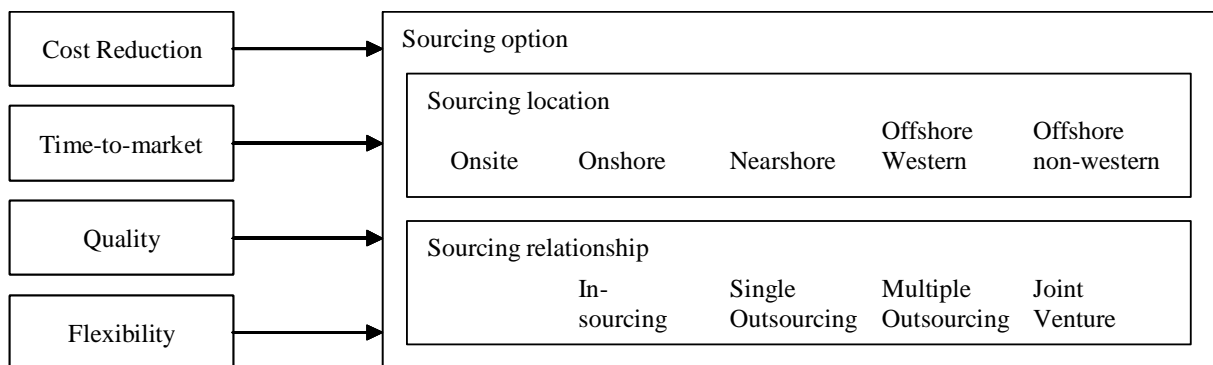 Cost Reduction
Time-to-market
Quality
Flexibility
Sourcing option
Sourcing location
Onsite
Onshore
Nearshore
Offshore
Western
Offshore
non-western
Sourcing relationship
In-
sourcing
Single
Outsourcing
Multiple
Outsourcing
Joint
Venture